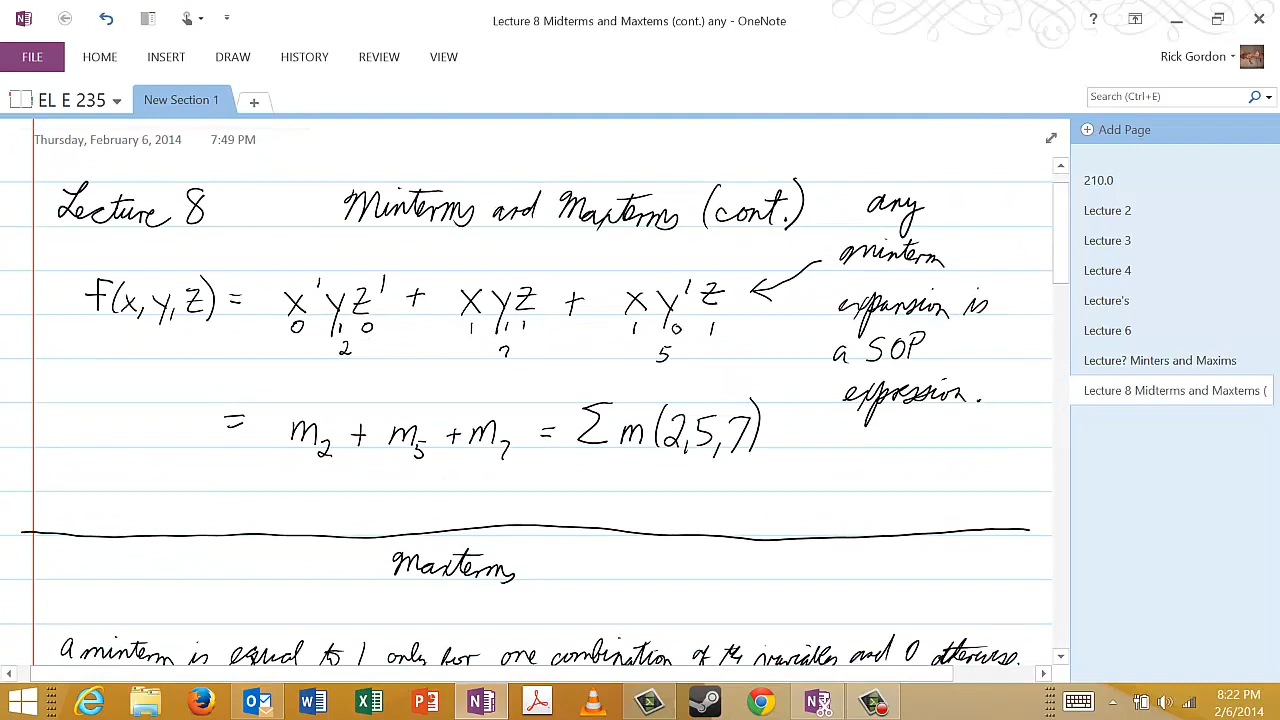 Lecture 8 Midterms and Maxtems (cont.) any - OneNote
?
FILE
HOME
INSERT
DRAW
HISTORY
REVIEW
VIEW
Rick Gordon
EL E 235
New Section 1
Search (Ctrl+E)
Thursday, February 6, 2014 7:49 PM
Add Page
210.0
Lecture 2
Lecture 3
Lecture 4
Lecture's
Lecture 6
Lecture? Minters and Maxims
Lecture 8 Midterms and Maxtems (
Lecture 8 Minterms and Maxterms (cont.)
any
minterm
expansion is
a SOP
expression.
f(x,y,z) = x'yz' + xyz + xy'z
0 1 0 1 1 1 1 0 1
2 7 5
= m2 + m5 + m7 = Σ m(2,5,7)
Maxterms
A minterm is equal to 1 only for one combination of the variables and 0 otherwise.
8:22 PM
2/6/2014